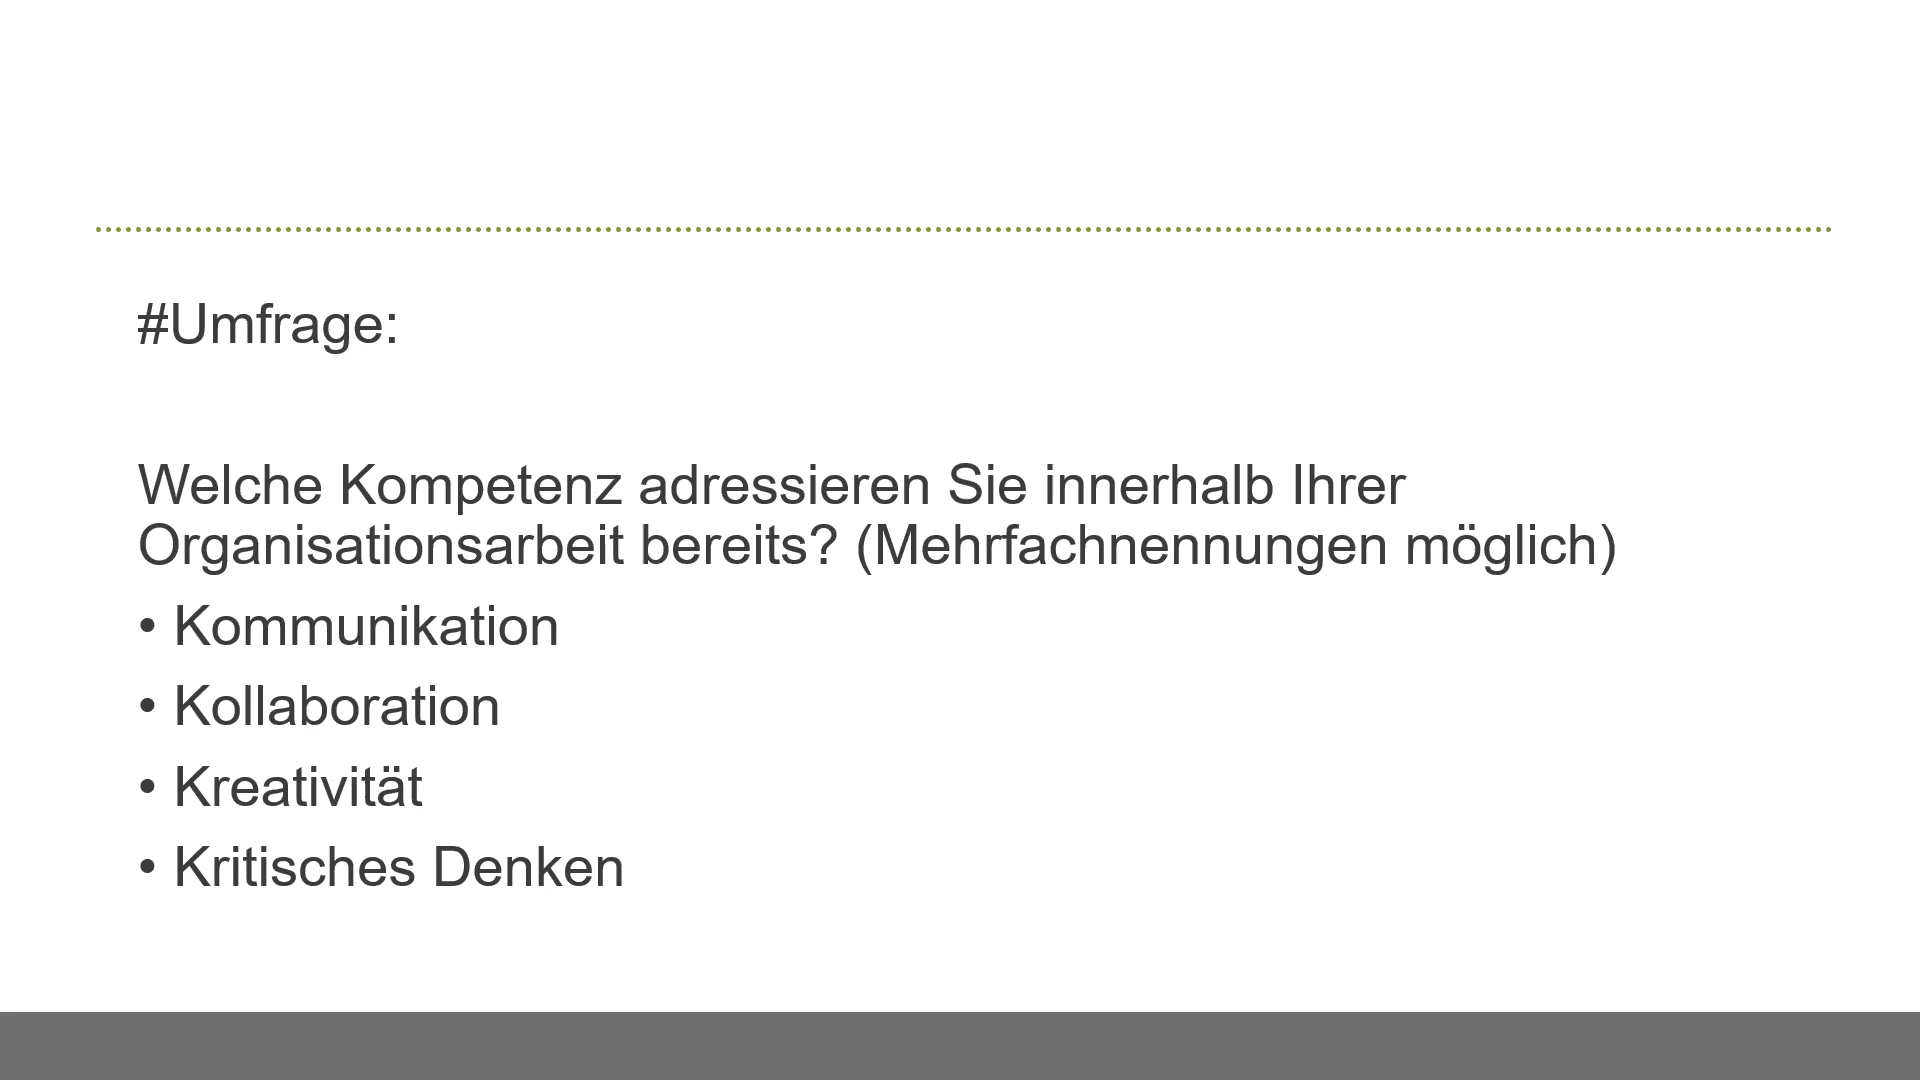 #Umfrage:
Welche Kompetenz adressieren Sie innerhalb Ihrer
Organisationsarbeit bereits? (Mehrfachnennungen möglich)
• Kommunikation
• Kollaboration
• Kreativität
• Kritisches Denken